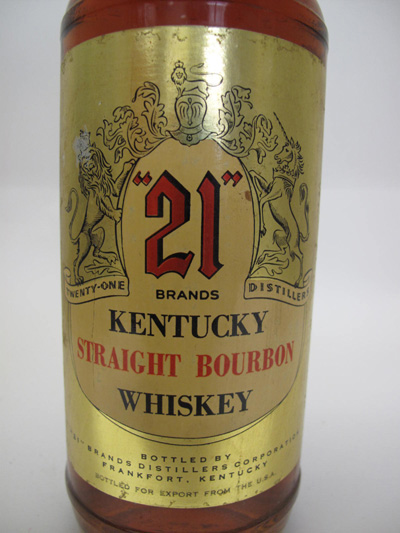 "21"
TWENTY-ONE DISTILLERS
BRANDS
KENTUCKY
STRAIGHT BOURBON
WHISKEY
BOTTLED BY
"21" BRANDS DISTILLERS CORPORATION
FRANKFORT, KENTUCKY
BOTTLED FOR EXPORT FROM THE U.S.A.